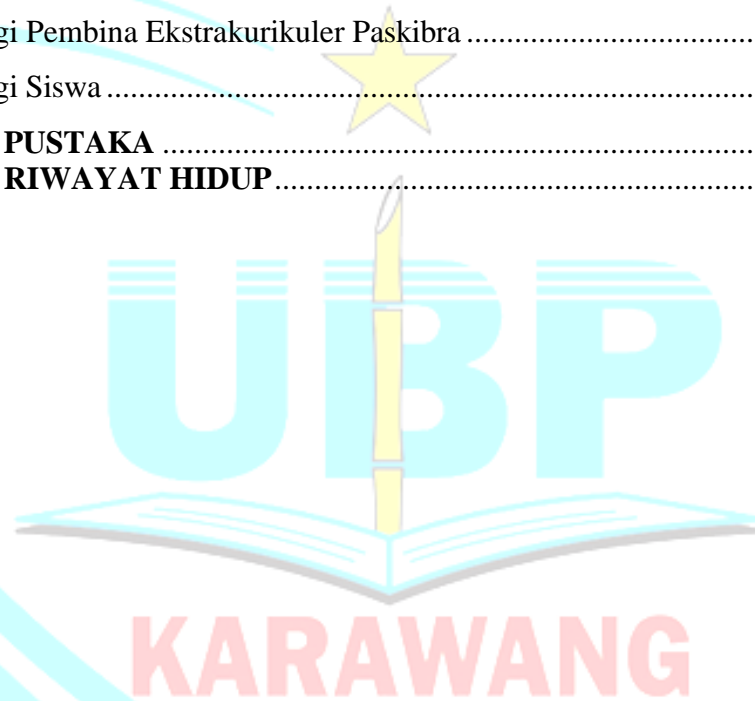 gi Pembina Ekstrakurikuler Paskibra ..................................
gi Siswa ........................................................................
PUSTAKA ..............................................................
RIWAYAT HIDUP..................................................
UBP
KARAWANG